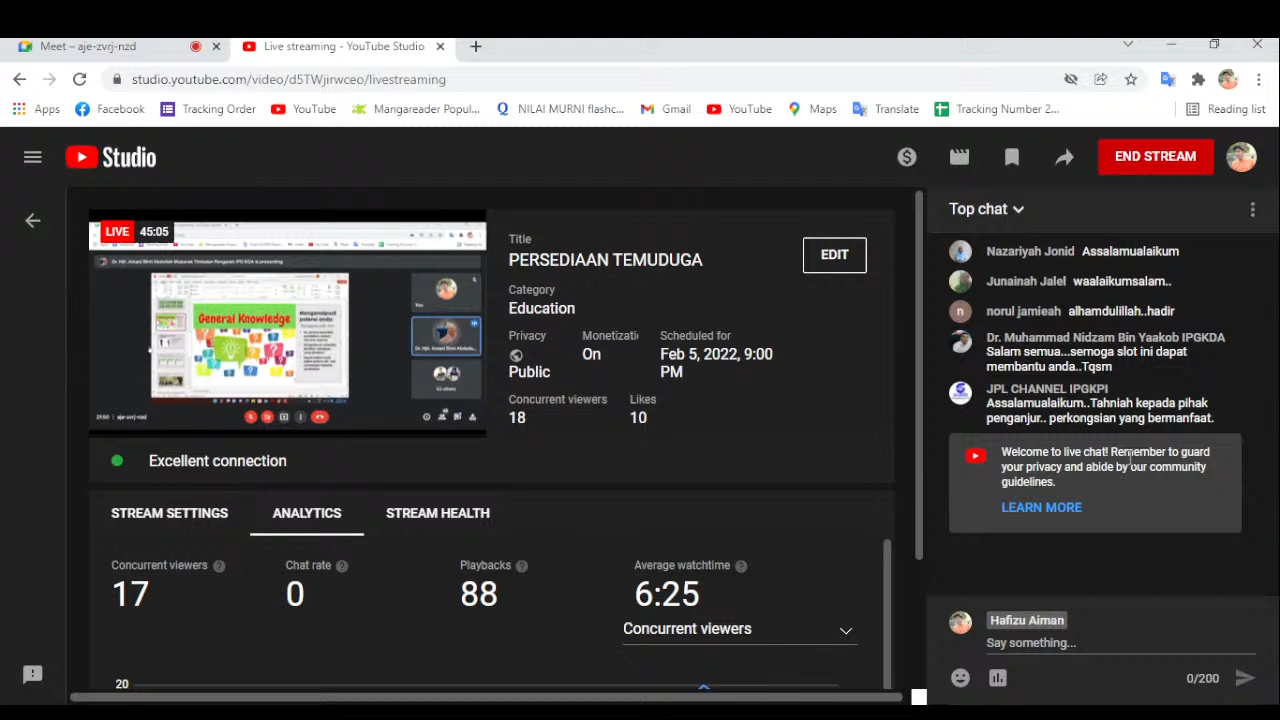 Meet – aje-zvrj-nzd
Live streaming - YouTube Studio
studio.youtube.com/video/d5TWjirwceo/livestreaming
Apps
Facebook
Tracking Order
YouTube
Mangareader Popul...
NILAI MURNI flashc...
Gmail
YouTube
Maps
Translate
Tracking Number 2...
Reading list
Studio
END STREAM
LIVE
45:05
General Knowledge
Title
PERSEDIAAN TEMUDUGA
EDIT
Category
Education
Privacy
Public
Monetizati
On
Scheduled for
Feb 5, 2022, 9:00
PM
Concurrent viewers
18
Likes
10
Excellent connection
STREAM SETTINGS
ANALYTICS
STREAM HEALTH
Concurrent viewers
17
Chat rate
0
Playbacks
88
Average watchtime
6:25
Concurrent viewers
20
Top chat
Nazariyah Jonid Assalamualaikum
Junainah Jalel waalaikumsalam..
n
norul jamieah alhamdulillah..hadir
Dr. Muhammad Nidzam Bin Yaakob IPGKDA
Salam semua...semoga slot ini dapat
membantu anda..Tqsm
JPL CHANNEL IPGKPI
Assalamualaikum..Tahniah kepada pihak
penganjur.. perkongsian yang bermanfaat.
Welcome to live chat! Remember to guard
your privacy and abide by our community
guidelines.
LEARN MORE
Hafizu Aiman
Say something...
0/200